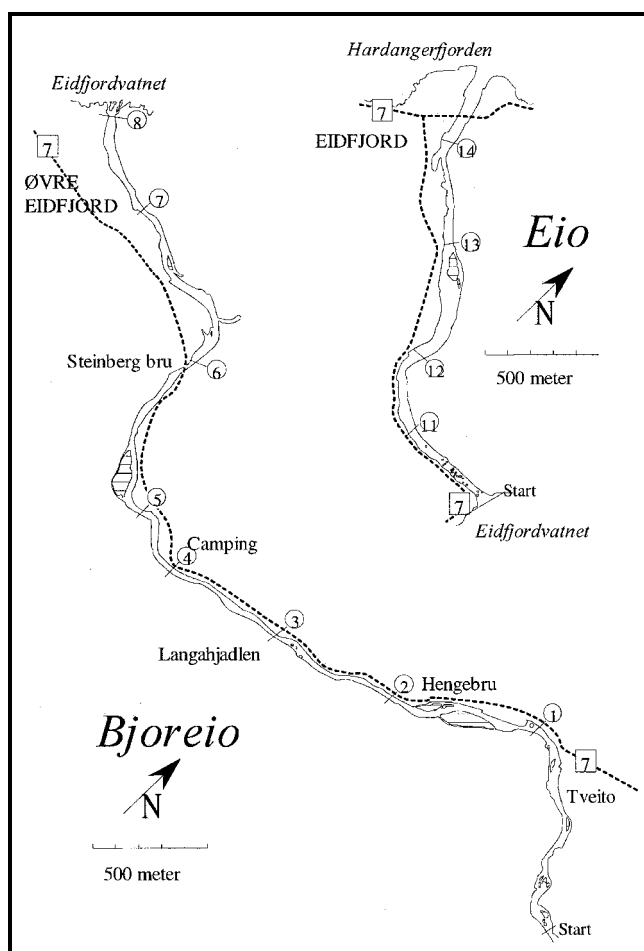 Eidfjordvatnet
8
7
ØVRE
EIDFJORD
7
Steinberg bru
6
5
Camping
4
3
Langahjadlen
2
Hengebru
1
7
Tveito
Start
Bjoreio
N
500 meter
Hardangerfjorden
7
EIDFJORD
14
13
Eio
N
500 meter
12
11
Start
7
Eidfjordvatnet